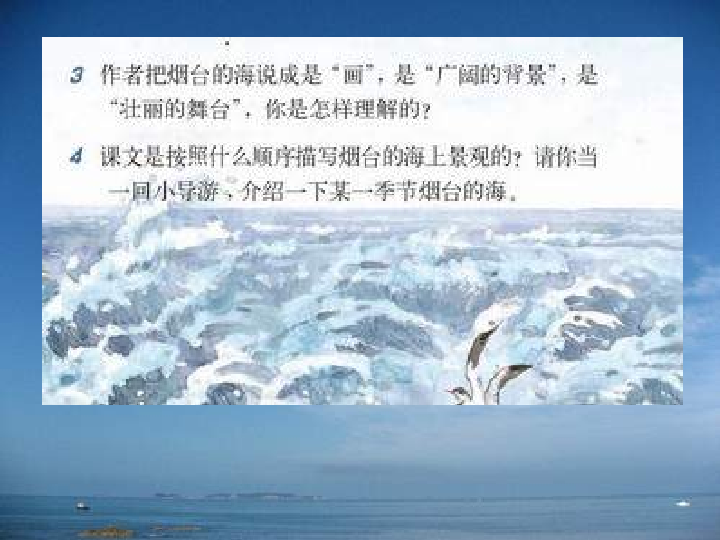 3 作者把烟台的海说成是“画”，是“广阔的背景”，是
“壮丽的舞台”，你是怎样理解的？
4 课文是按照什么顺序描写烟台的海上景观的？请你当
一回小导游，介绍一下某一季节烟台的海。